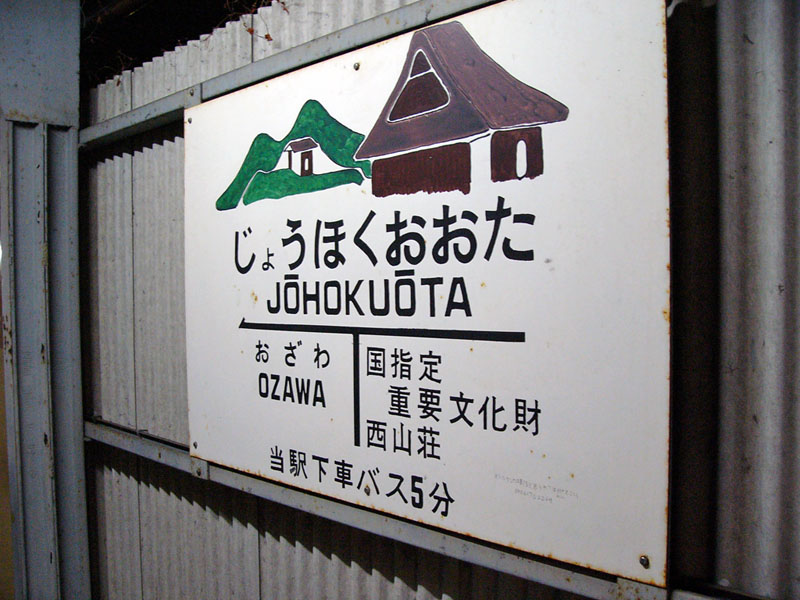 じょうほくおおた
JŌHOKUŌTA
おざわ
OZAWA
国指定
重要文化財
西山荘
当駅下車バス5分